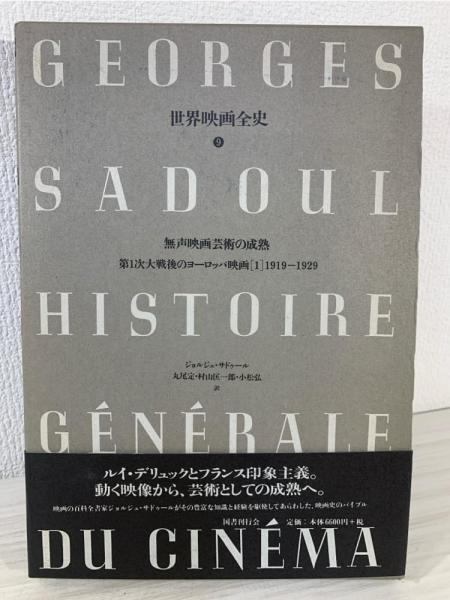 GEORGES
世界映画全史
9
SADOUL
無声映画芸術の成熟
第1次大戦後のヨーロッパ映画[1]1919−1929
HISTOIRE
ジョルジュ・サドゥール
丸尾定・村山匡一郎・小松弘
訳
GÉNÉRALE
ルイ・デリュックとフランス印象主義。
動く映像から、芸術としての成熟へ。
映画の百科全書家ジョルジュ・サドゥールがその豊富な知識と経験を駆使してあらわした、映画史のバイブル
国書刊行会 定価:本体6600円+税
DU CINÉMA